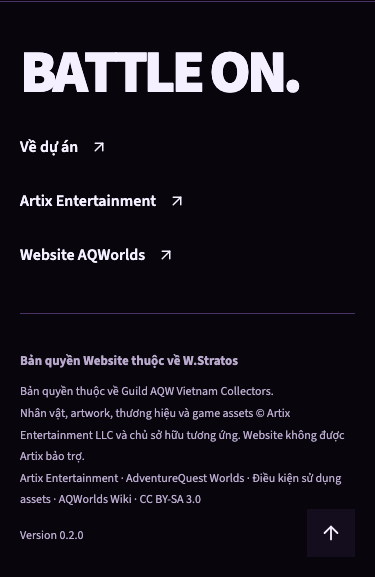 BATTLE ON.
Về dự án
Artix Entertainment
Website AQWorlds
Bản quyền Website thuộc về W.Stratos
Bản quyền thuộc về Guild AQW Vietnam Collectors.
Nhân vật, artwork, thương hiệu và game assets © Artix
Entertainment LLC và chủ sở hữu tương ứng. Website không được
Artix bảo trợ.
Artix Entertainment · AdventureQuest Worlds · Điều kiện sử dụng
assets · AQWorlds Wiki · CC BY-SA 3.0
Version 0.2.0